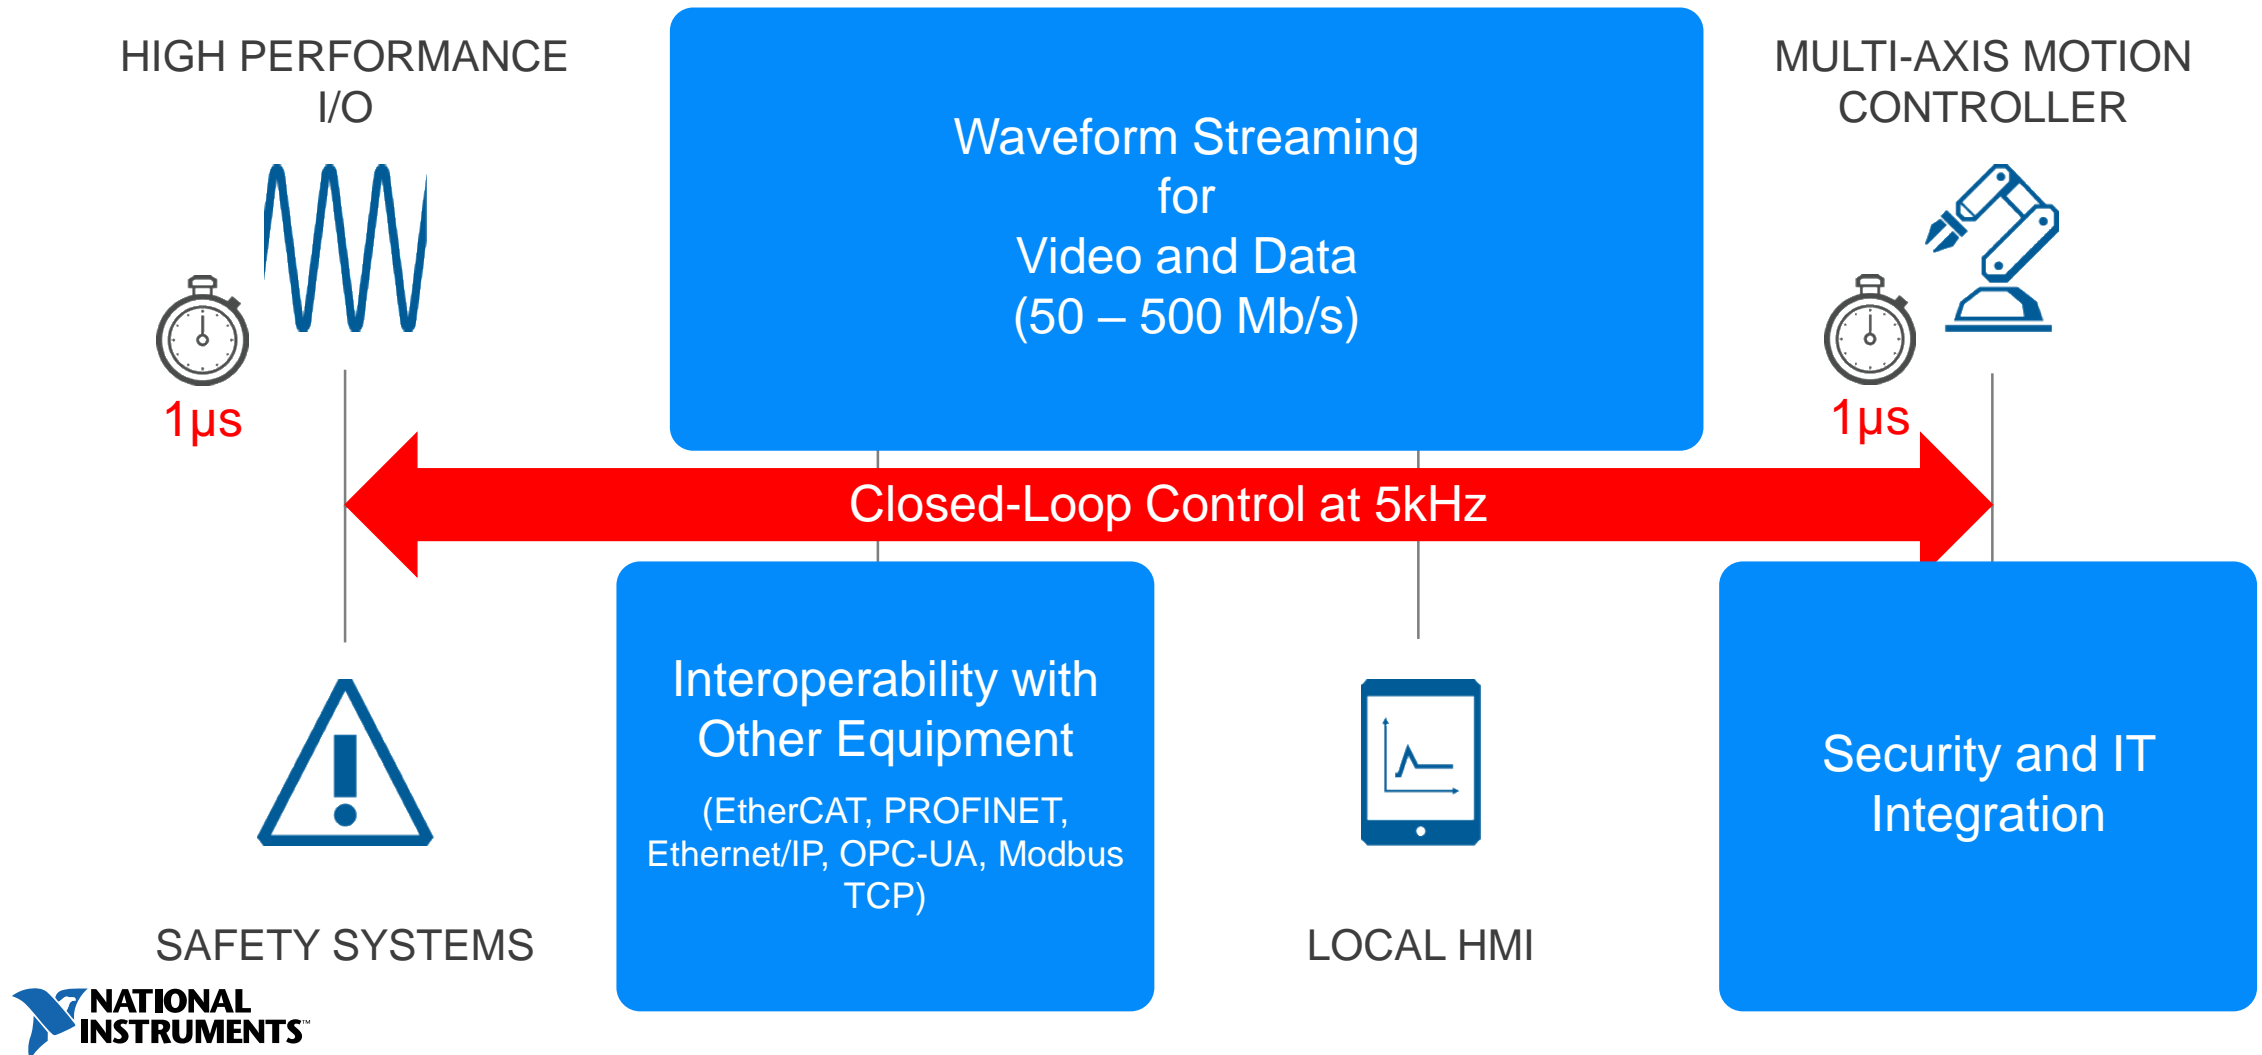 HIGH PERFORMANCE
I/O
1µs
Waveform Streaming
for
Video and Data
(50 – 500 Mb/s)
MULTI-AXIS MOTION
CONTROLLER
1µs
Closed-Loop Control at 5kHz
SAFETY SYSTEMS
Interoperability with
Other Equipment
(EtherCAT, PROFINET,
Ethernet/IP, OPC-UA, Modbus
TCP)
LOCAL HMI
Security and IT
Integration
NATIONAL
INSTRUMENTS™